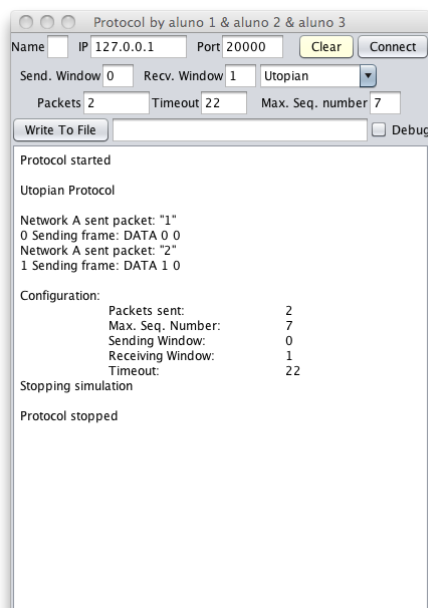 Protocol by aluno 1 & aluno 2 & aluno 3
Name IP 127.0.0.1 Port 20000 Clear Connect
Send. Window 0 Recv. Window 1 Utopian
Packets 2 Timeout 22 Max. Seq. number 7
Write To File Debug
Protocol started
Utopian Protocol
Network A sent packet: "1"
0 Sending frame: DATA 0 0
Network A sent packet: "2"
1 Sending frame: DATA 1 0
Configuration:
Packets sent: 2
Max. Seq. Number: 7
Sending Window: 0
Receiving Window: 1
Timeout: 22
Stopping simulation
Protocol stopped